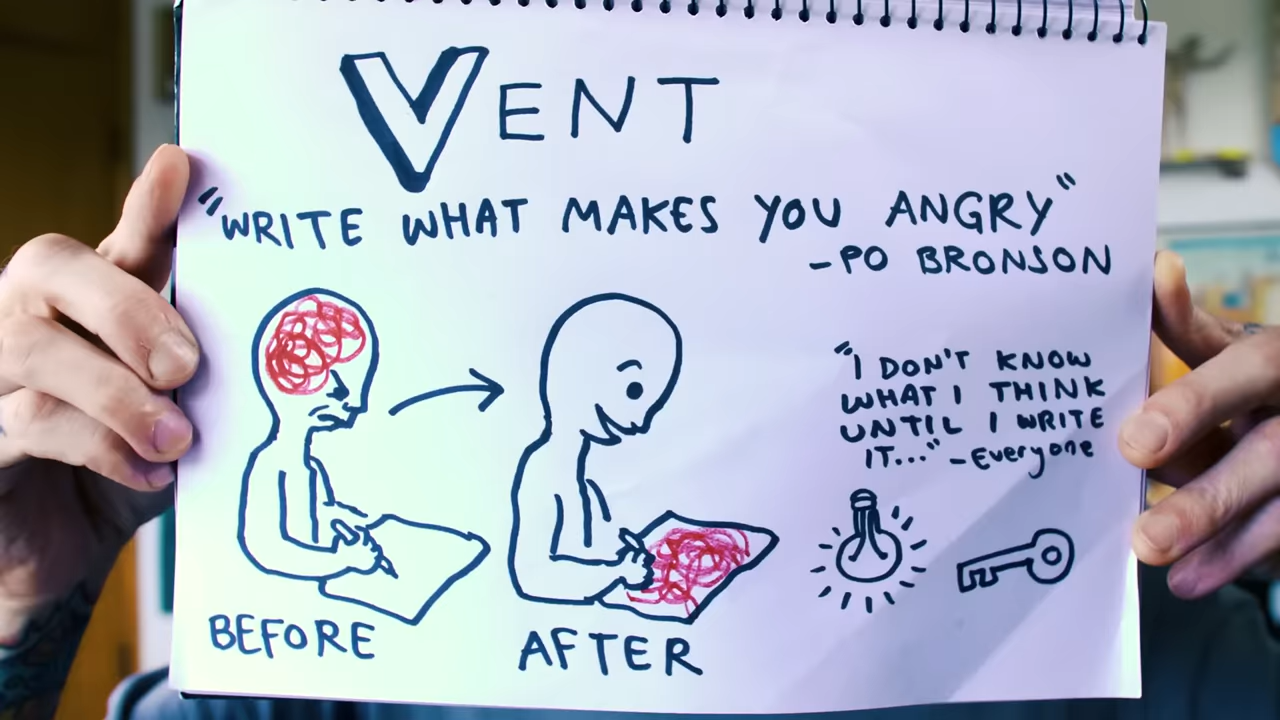 VENT
"WRITE WHAT MAKES YOU ANGRY"
-PO BRONSON
"I DON'T KNOW
WHAT I THINK
UNTIL I WRITE
IT..." -Everyone
BEFORE
AFTER